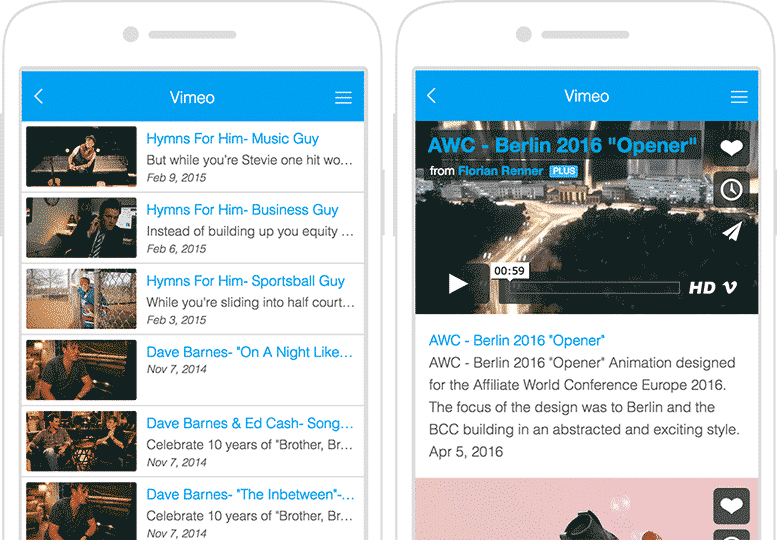 Vimeo
Hymns For Him- Music Guy
But while you're Stevie one hit wo...
Feb 9, 2015
Hymns For Him- Business Guy
Instead of building up you equity ...
Feb 6, 2015
Hymns For Him- Sportsball Guy
While you're sliding into half court...
Feb 3, 2015
Dave Barnes- "On A Night Like...
Nov 7, 2014
Dave Barnes & Ed Cash- Song...
Celebrate 10 years of "Brother, Br...
Nov 7, 2014
Dave Barnes- "The Inbetween"-...
Celebrate 10 years of "Brother, Br...
Nov 7, 2014
Vimeo
AWC - Berlin 2016 "Opener"
from Florian Renner PLUS
00:59
HD
AWC - Berlin 2016 "Opener"
AWC - Berlin 2016 "Opener" Animation designed
for the Affiliate World Conference Europe 2016.
The focus of the design was to Berlin and the
BCC building in an abstracted and exciting style.
Apr 5, 2016